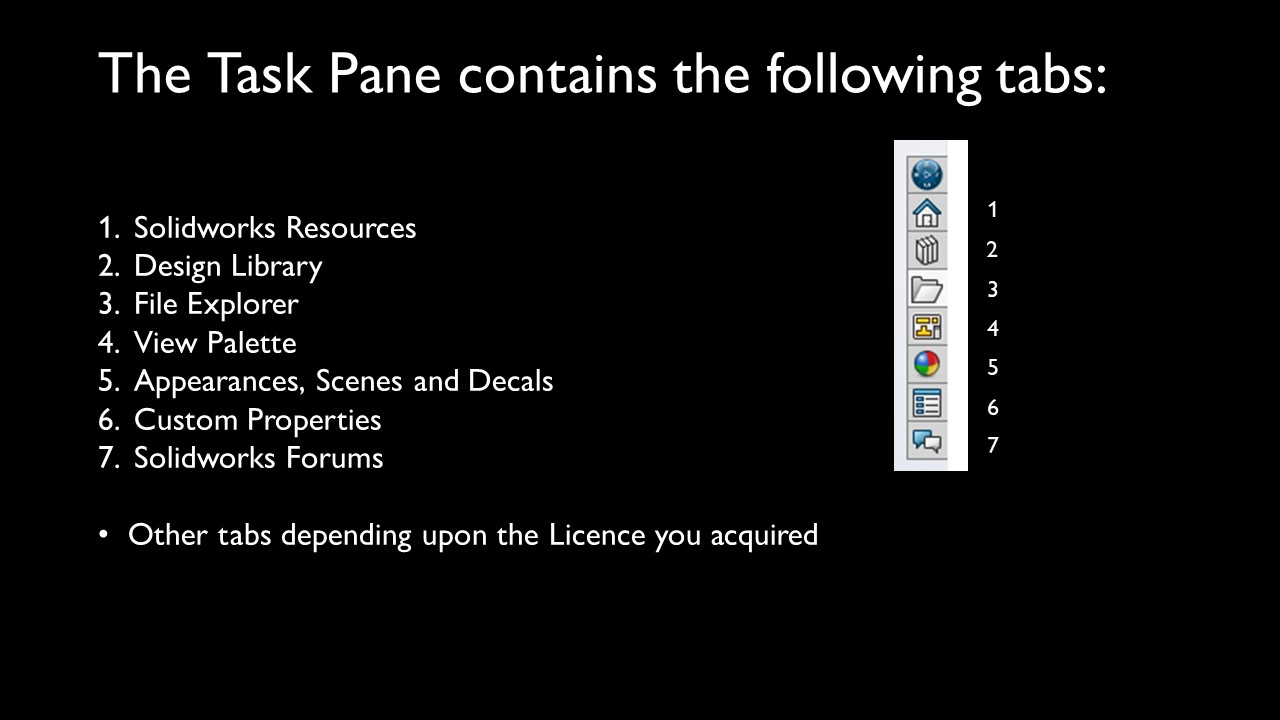 The Task Pane contains the following tabs:
1. Solidworks Resources
2. Design Library
3. File Explorer
4. View Palette
5. Appearances, Scenes and Decals
6. Custom Properties
7. Solidworks Forums
• Other tabs depending upon the Licence you acquired
1
2
3
4
5
6
7